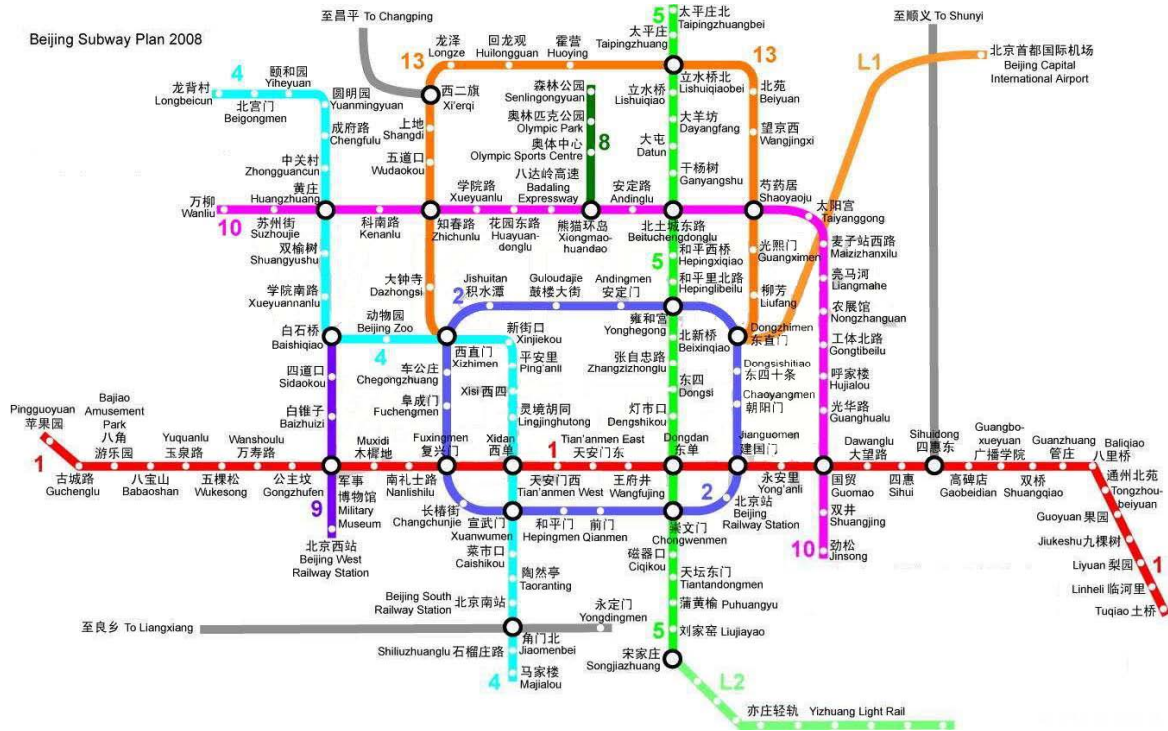 Beijing Subway Plan 2008
至昌平 To Changping
至顺义 To Shunyi
5
太平庄北
Taipingzhuangbei
太平庄
Taipingzhuang
13
龙泽
Longze
回龙观
Huilongguan
霍营
Huoying
13
L1
北京首都国际机场
Beijing Capital
International Airport
4
龙背村
Longbeicun
颐和园
Yiheyuan
北宫门
Beigongmen
圆明园
Yuanmingyuan
成府路
Chengfulu
中关村
Zhongguancun
黄庄
Huangzhuang
西二旗
Xi'erqi
上地
Shangdi
五道口
Wudaokou
森林公园
Senlingongyuan
奥林匹克公园
Olympic Park
奥体中心
Olympic Sports Centre
8
八达岭高速
Badaling
Expressway
立水桥北
Lishuiqiaobei
立水桥
Lishuiqiao
大羊坊
Dayangfang
大屯
Datun
干杨树
Ganyangshu
北苑
Beiyuan
望京西
Wangjingxi
芍药居
Shaoyaoju
万柳
Wanliu
10
苏州街
Suzhoujie
科南路
Kenanlu
知春路
Zhichunlu
学院路
Xueyuanlu
花园东路
Huayuan-
donglu
熊猫环岛
Xiongmao-
huandao
安定路
Andinglu
北土城东路
Beituchengdonglu
太阳宫
Taiyanggong
麦子站西路
Maizizhanxilu
亮马河
Liangmahe
农展馆
Nongzhanguan
工体北路
Gongtibeilu
呼家楼
Hujialou
光华路
Guanghualu
双榆树
Shuangyushu
学院南路
Xueyuannanlu
白石桥
Baishiqiao
动物园
Beijing Zoo
4
大钟寺
Dazhongsi
5
和平西桥
Hepingxiqiao
和平里北路
Hepinglibeilu
光熙门
Guangximen
柳芳
Liufang
2
Jishuitan
积水潭
Guloudajie
鼓楼大街
Andingmen
安定门
雍和宫
Yonghegong
Dongzhimen
东直门
西直门
Xizhimen
新街口
Xinjiekou
平安里
Ping'anli
Xisi 西四
灵境胡同
Lingjinghutong
车公庄
Chegongzhuang
阜成门
Fuchengmen
北新桥
Beixinqiao
张自忠路
Zhangzizhonglu
东四
Dongsi
灯市口
Dengshikou
Dongsishitiao
东四十条
Chaoyangmen
朝阳门
四道口
Sidaokou
白锥子
Baizhuizi
Pingguoyuan
苹果园
1
古城路
Guchenglu
Bajiao
Amusement
Park
八角
游乐园
八宝山
Babaoshan
Yuquanlu
玉泉路
五棵松
Wukesong
Wanshoulu
万寿路
公主坟
Gongzhufen
军事
博物馆
Military
Museum
Muxidi
木樨地
南礼士路
Nanlishilu
Fuxingmen
复兴门
Xidan
西单
1
天安门西
Tian'anmen West
Tian'anmen East
天安门东
王府井
Wangfujing
Dongdan
东单
Jianguomen
建国门
永安里
Yong'anli
国贸
Guomao
Dawanglu
大望路
四惠
Sihui
Sihuidong
四惠东
高碑店
Gaobeidian
Guangbo-
xueyuan
广播学院
双桥
Shuangqiao
Guanzhuang
管庄
Baliqiao
八里桥
通州北苑
Tongzhou-
beiyuan
Guoyuan 果园
Jiukeshu 九棵树
Liyuan 梨园
1
Linheli 临河里
Tuqiao 土桥
9
北京西站
Beijing West
Railway Station
长椿街
Changchunjie
宣武门
Xuanwumen
和平门
Hepingmen
前门
Qianmen
崇文门
Chongwenmen
2
北京站
Beijing
Railway Station
双井
Shuangjing
10
劲松
Jinsong
菜市口
Caishikou
陶然亭
Taoranting
Beijing South
Railway Station
北京南站
永定门
Yongdingmen
至良乡 To Liangxiang
角门北
Jiaomenbei
Shiliuzhuanglu 石榴庄路
4
马家楼
Majialou
磁器口
Ciqikou
天坛东门
Tiantandongmen
蒲黄榆 Puhuangyu
5
刘家窑 Liujiayao
宋家庄
Songjiazhuang
L2
亦庄轻轨 Yizhuang Light Rail